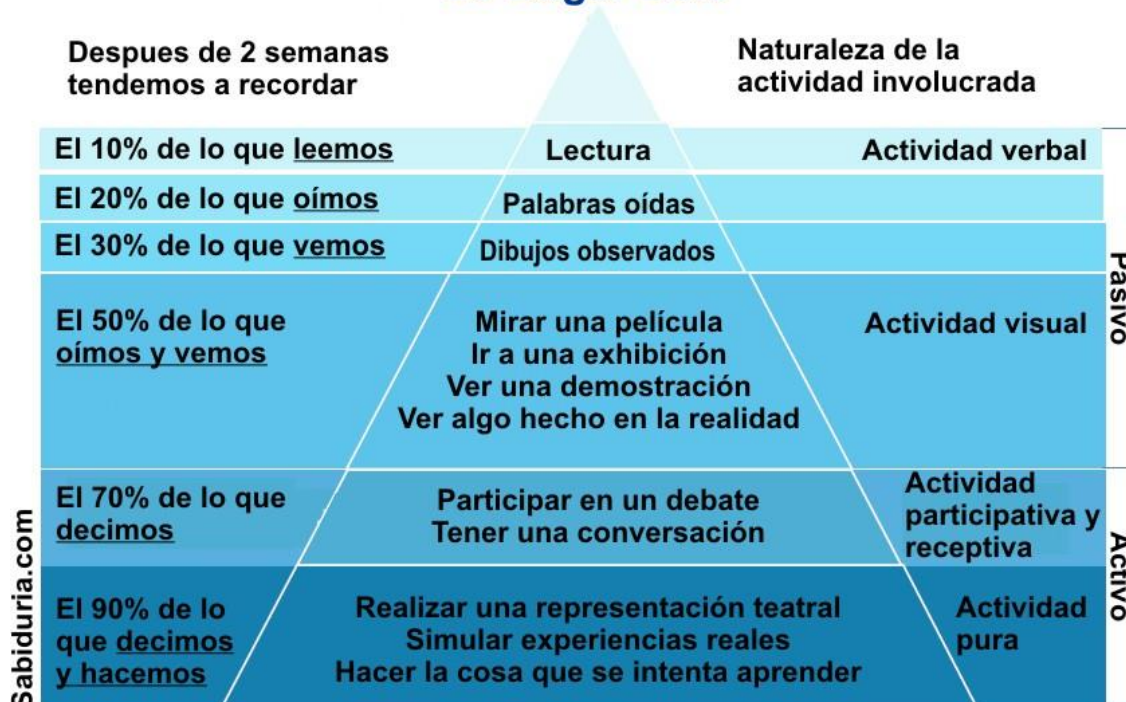 Despues de 2 semanas
tendemos a recordar
Naturaleza de la
actividad involucrada
El 10% de lo que leemos
Lectura
Actividad verbal
El 20% de lo que oímos
Palabras oídas
El 30% de lo que vemos
Dibujos observados
El 50% de lo que
oímos y vemos
Mirar una película
Ir a una exhibición
Ver una demostración
Ver algo hecho en la realidad
Actividad visual
Pasivo
El 70% de lo que
decimos
Participar en un debate
Tener una conversación
Actividad
participativa y
receptiva
El 90% de lo
que decimos
y hacemos
Realizar una representación teatral
Simular experiencias reales
Hacer la cosa que se intenta aprender
Actividad
pura
Activo
Sabiduria.com